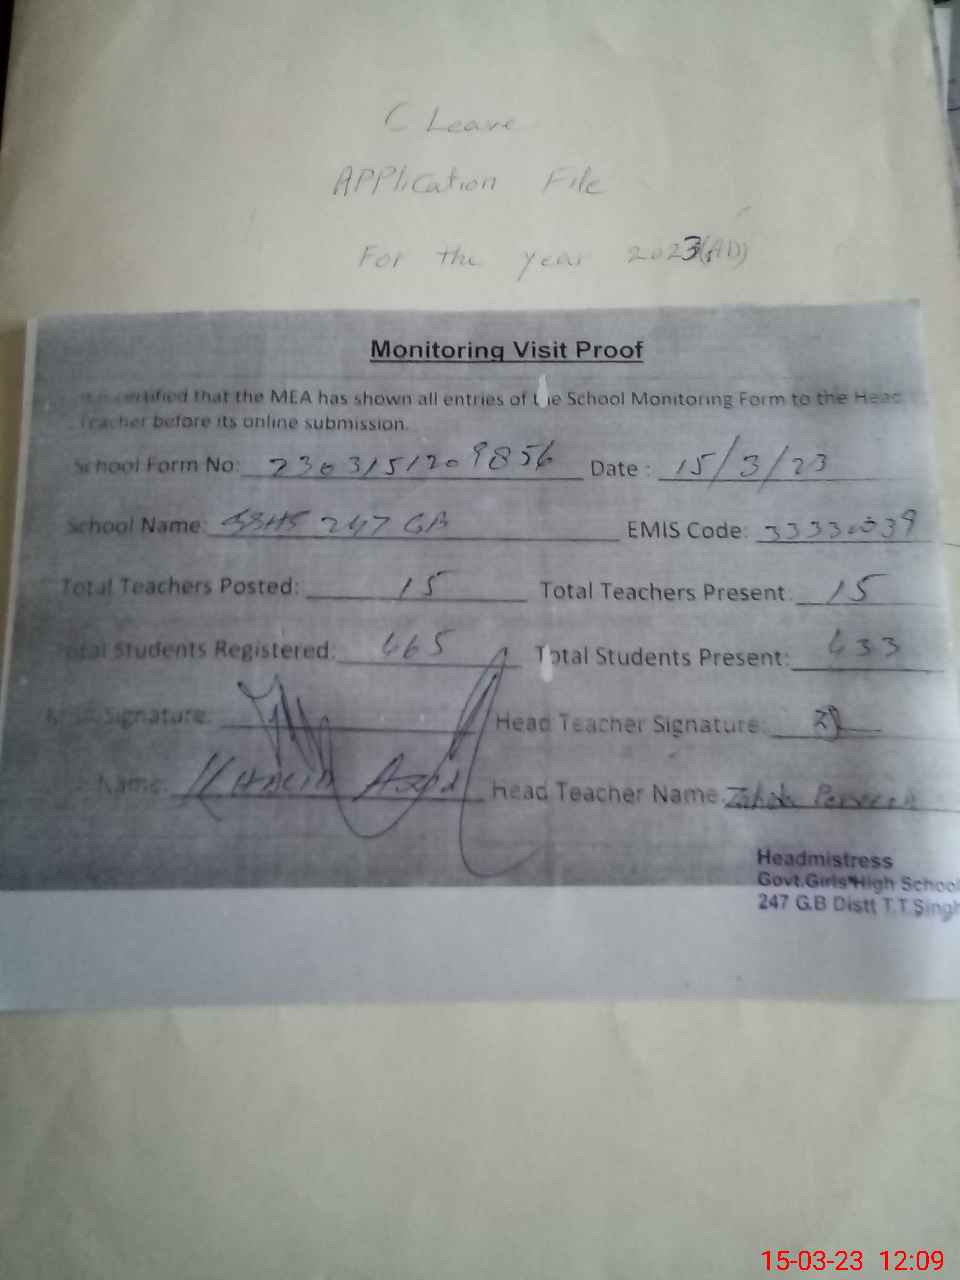 C Leave
APPlication File
For the year 2023(AD)
Monitoring Visit Proof
It is certified that the MEA has shown all entries of the School Monitoring Form to the Head
Teacher before its online submission.
School Form No: 2303151209856 Date : 15/3/23
School Name: GGHS 247 GB EMIS Code: 33330039
Total Teachers Posted: 15 Total Teachers Present: 15
Total Students Registered: 465 Total Students Present: 433
Signature: Head Teacher Signature:
Name: Head Teacher Name Zahida Perveen
Headmistress
Govt.Girls High School
247 G.B Distt T.T.Singh
15-03-23 12:09